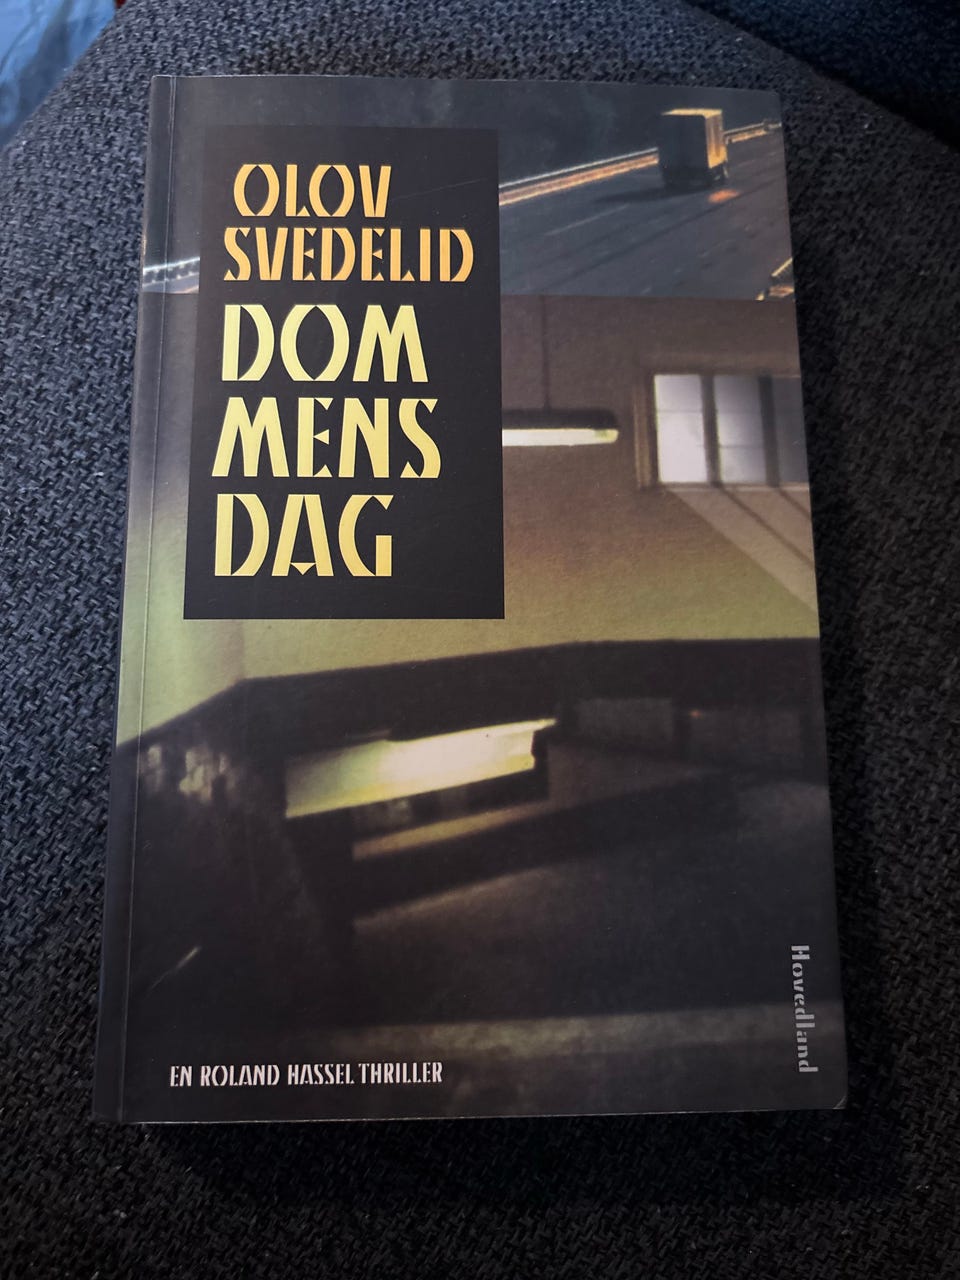 OLOV
SVEDELID
DOM
MENS
DAG
EN ROLAND HASSEL THRILLER
Hovedland